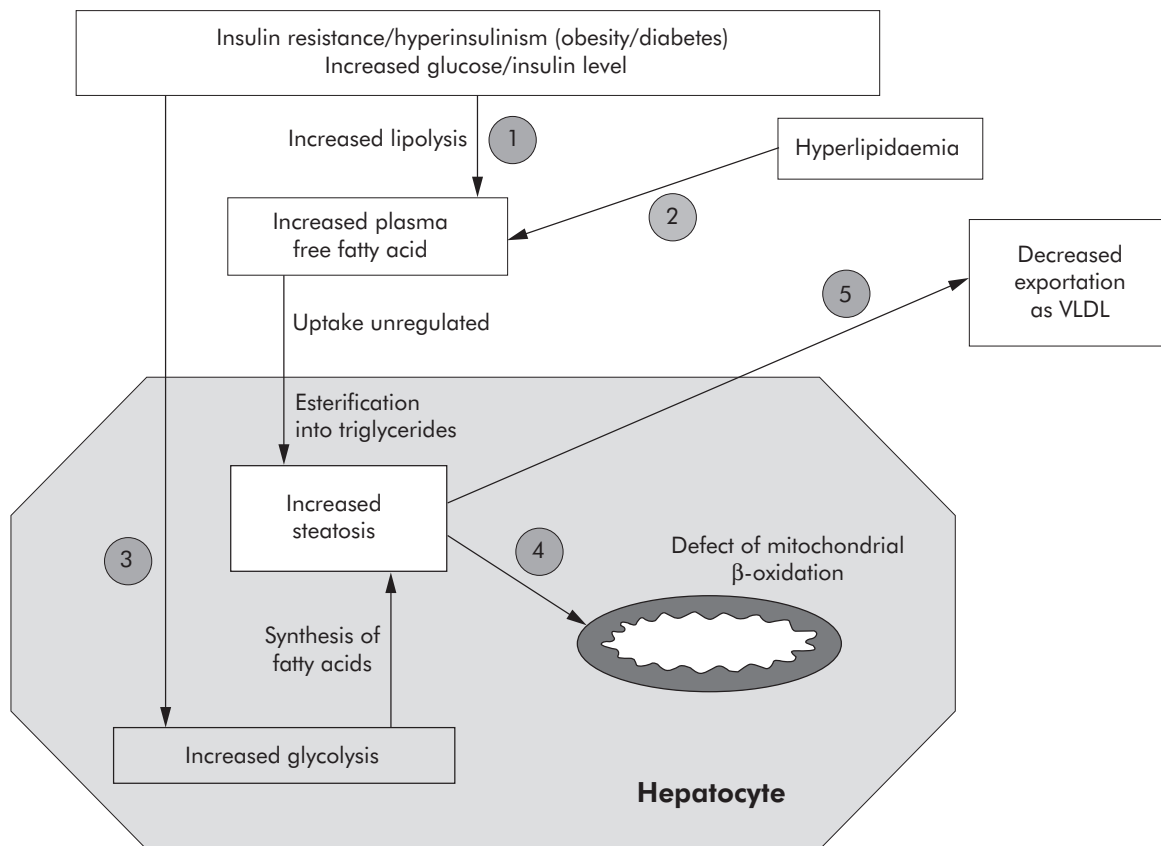 Insulin resistance/hyperinsulinism (obesity/diabetes)
Increased glucose/insulin level
Increased lipolysis
1
Hyperlipidaemia
2
Increased plasma
free fatty acid
Decreased
exportation
as VLDL
5
Uptake unregulated
Esterification
into triglycerides
Increased
steatosis
3
4
Defect of mitochondrial
β-oxidation
Synthesis of
fatty acids
Increased glycolysis
Hepatocyte